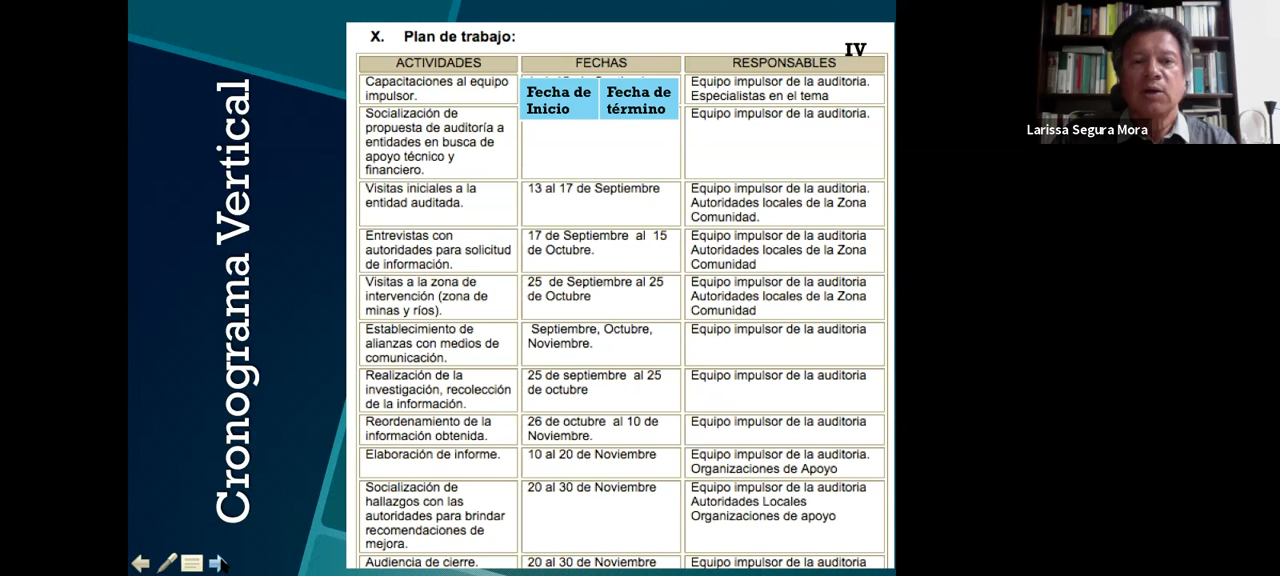 Cronograma Vertical
X. Plan de trabajo:
IV
ACTIVIDADES FECHAS RESPONSABLES
Capacitaciones al equipo
impulsor.
Fecha de
Inicio
Fecha de
término
Equipo impulsor de la auditoria.
Especialistas en el tema
Socialización de
propuesta de auditoría a
entidades en busca de
apoyo técnico y
financiero.
Equipo impulsor de la auditoria.
Visitas iniciales a la
entidad auditada.
13 al 17 de Septiembre
Equipo impulsor de la auditoria.
Autoridades locales de la Zona
Comunidad.
Entrevistas con
autoridades para solicitud
de información.
17 de Septiembre al 15
de Octubre.
Equipo impulsor de la auditoria
Autoridades locales de la Zona
Comunidad
Visitas a la zona de
intervención (zona de
minas y ríos).
25 de Septiembre al 25
de Octubre
Equipo impulsor de la auditoria
Autoridades locales de la Zona
Comunidad
Establecimiento de
alianzas con medios de
comunicación.
Septiembre, Octubre,
Noviembre.
Equipo impulsor de la auditoria
Realización de la
investigación, recolección
de la información.
25 de septiembre al 25
de octubre
Equipo impulsor de la auditoria
Reordenamiento de la
información obtenida.
26 de octubre al 10 de
Noviembre.
Equipo impulsor de la auditoria
Elaboración de informe.
10 al 20 de Noviembre
Equipo impulsor de la auditoria.
Organizaciones de Apoyo
Socialización de
hallazgos con las
autoridades para brindar
recomendaciones de
mejora.
20 al 30 de Noviembre
Equipo impulsor de la auditoria
Autoridades Locales
Organizaciones de apoyo
Audiencia de cierre.
20 al 30 de Noviembre
Equipo impulsor de la auditoria
Larissa Segura Mora